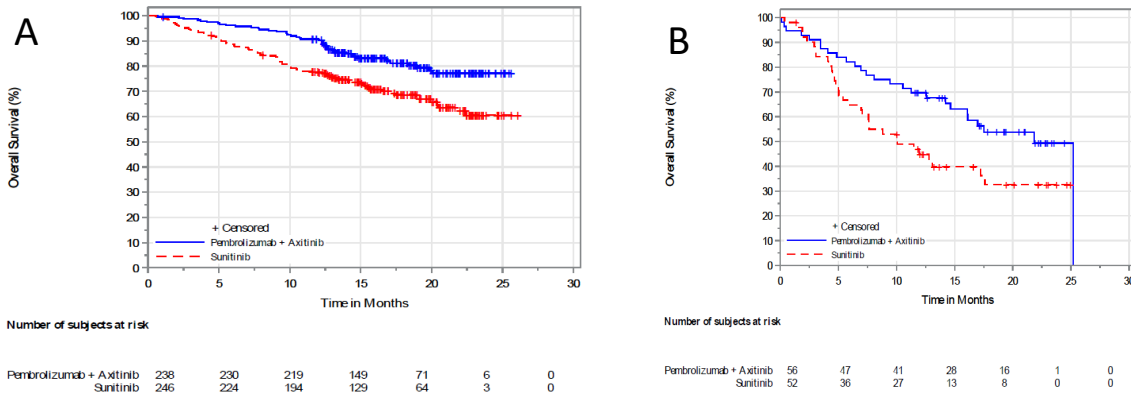 A
Overall Survival (%)
100
90
80
70
60
50
40
30
20
10
0
+ Censored
Pembrolizumab + Axitinib
Sunitinib
0 5 10 15 20 25 30
Time in Months
Number of subjects at risk
Pembrolizumab + Axitinib 238 230 219 149 71 6 0
Sunitinib 246 224 194 129 64 3 0
B
Overall Survival (%)
100
90
80
70
60
50
40
30
20
10
0
+ Censored
Pembrolizumab + Axitinib
Sunitinib
0 5 10 15 20 25 30
Time in Months
Number of subjects at risk
Pembrolizumab + Axitinib 56 47 41 28 16 1 0
Sunitinib 52 36 27 13 8 0 0